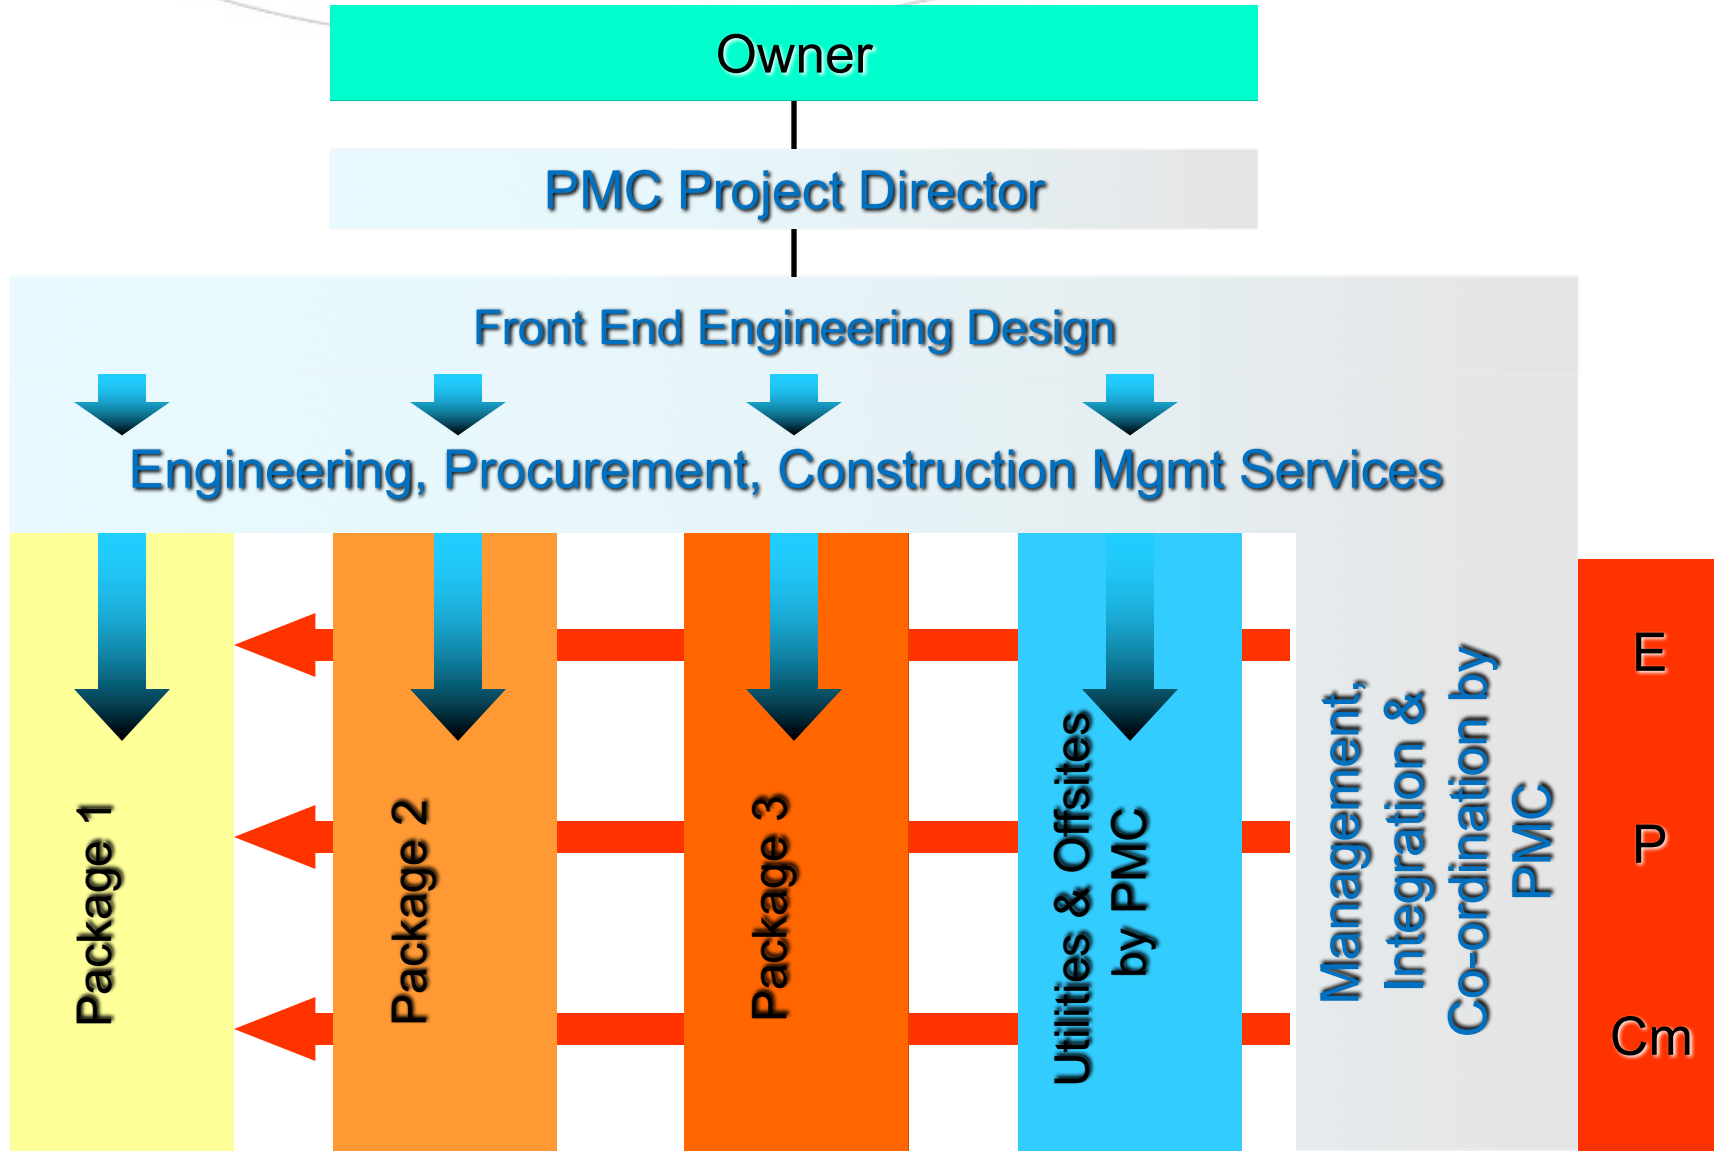 Owner
PMC Project Director
Front End Engineering Design
Engineering, Procurement, Construction Mgmt Services
Package 1
Package 2
Package 3
Utilities & Offsites
by PMC
Management,
Integration &
Co-ordination by
PMC
E
P
Cm